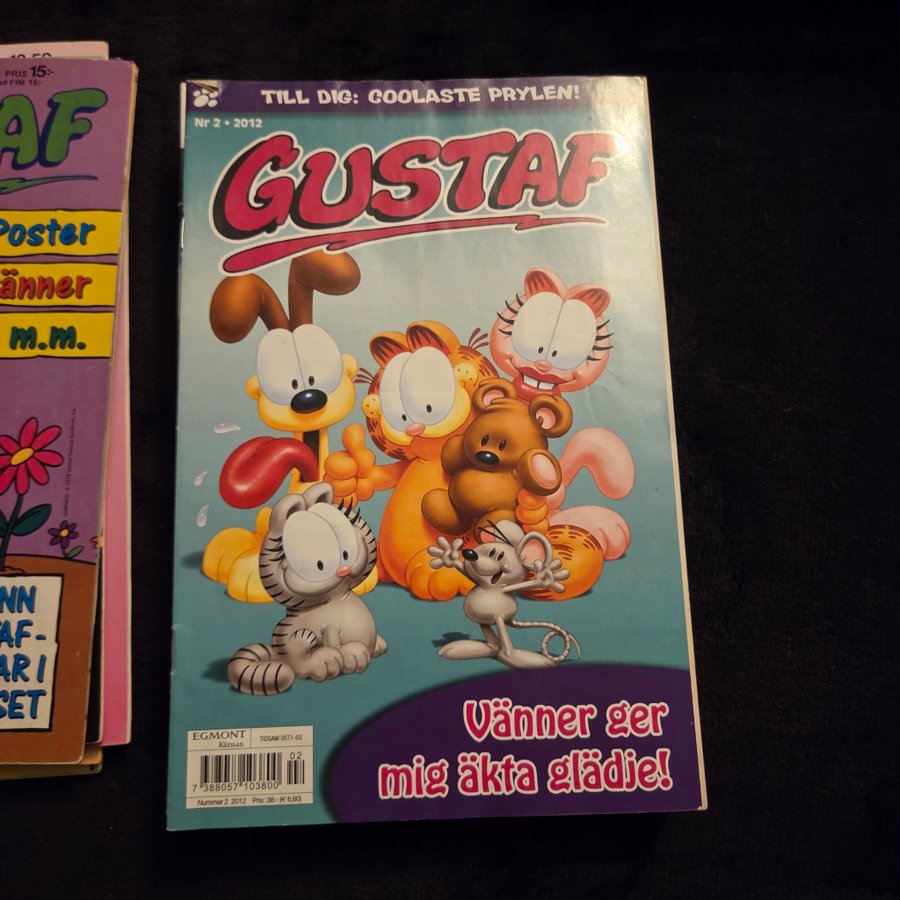 PRIS 15:-
AF
Poster
änner
m.m.
NN
AF-
AR I
SET
TILL DIG: COOLASTE PRYLEN!
Nr 2 • 2012
GUSTAF
Vänner ger
mig äkta glädje!
EGMONT
Kärnan
TIDSAM 0571-02
02
7 388057 103800
Nummer 2 2012 Pris: 38:- (€ 6,60)